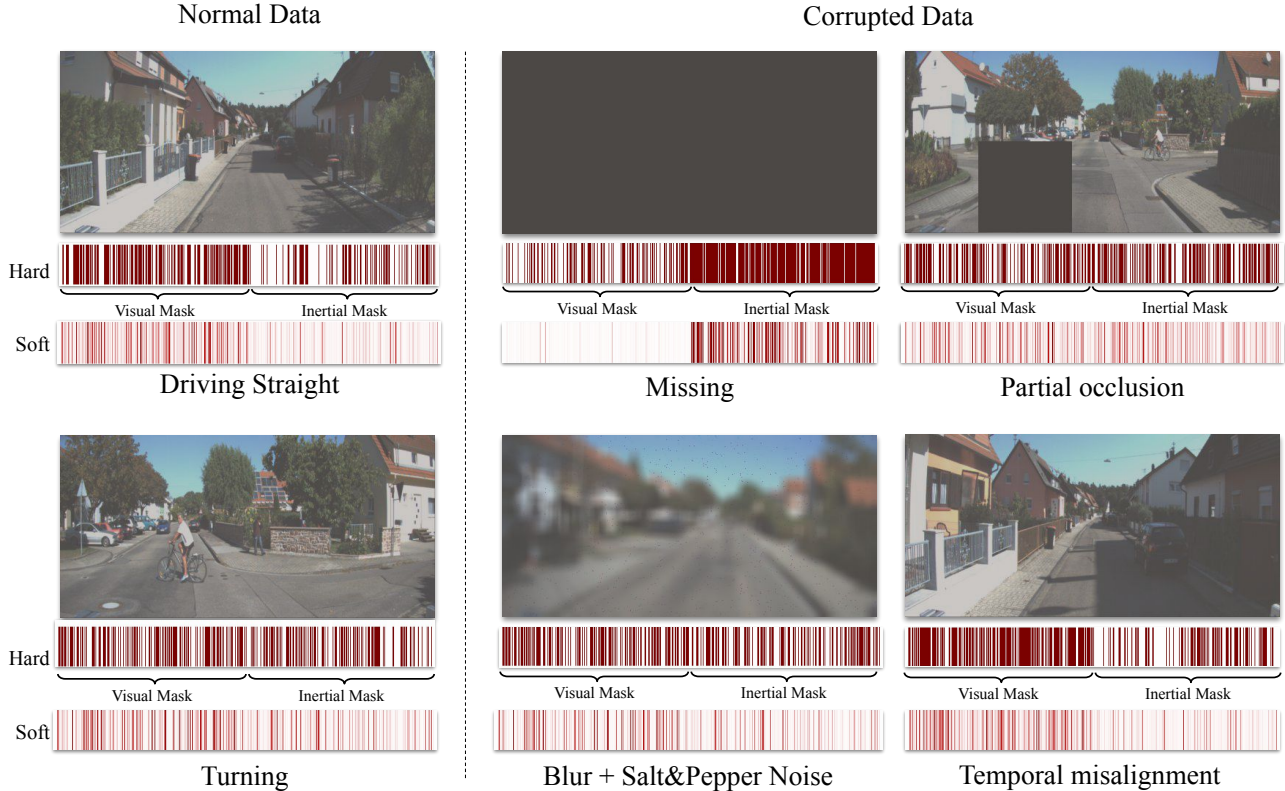 Normal Data
Corrupted Data
Hard
Visual Mask Inertial Mask
Visual Mask Inertial Mask
Visual Mask Inertial Mask
Soft
Driving Straight
Missing
Partial occlusion
Hard
Visual Mask Inertial Mask
Visual Mask Inertial Mask
Visual Mask Inertial Mask
Soft
Turning
Blur + Salt&Pepper Noise
Temporal misalignment